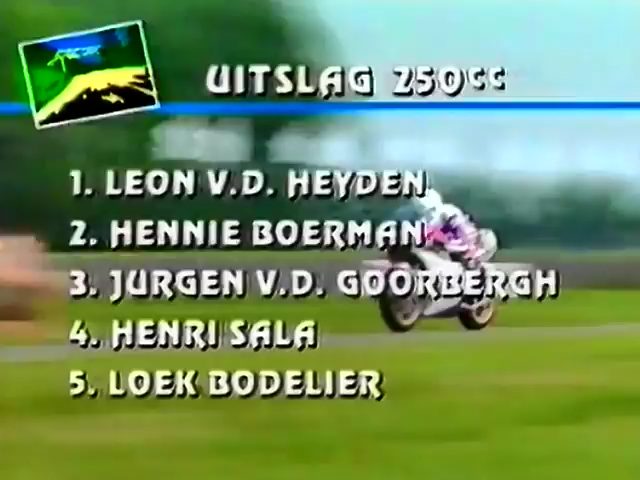 UITSLAG 250CC
1. LEON V.D. HEYDEN
2. HENNIE BOERMAN
3. JURGEN V.D. GOORBERGH
4. HENRI SALA
5. LOEK BODELIER